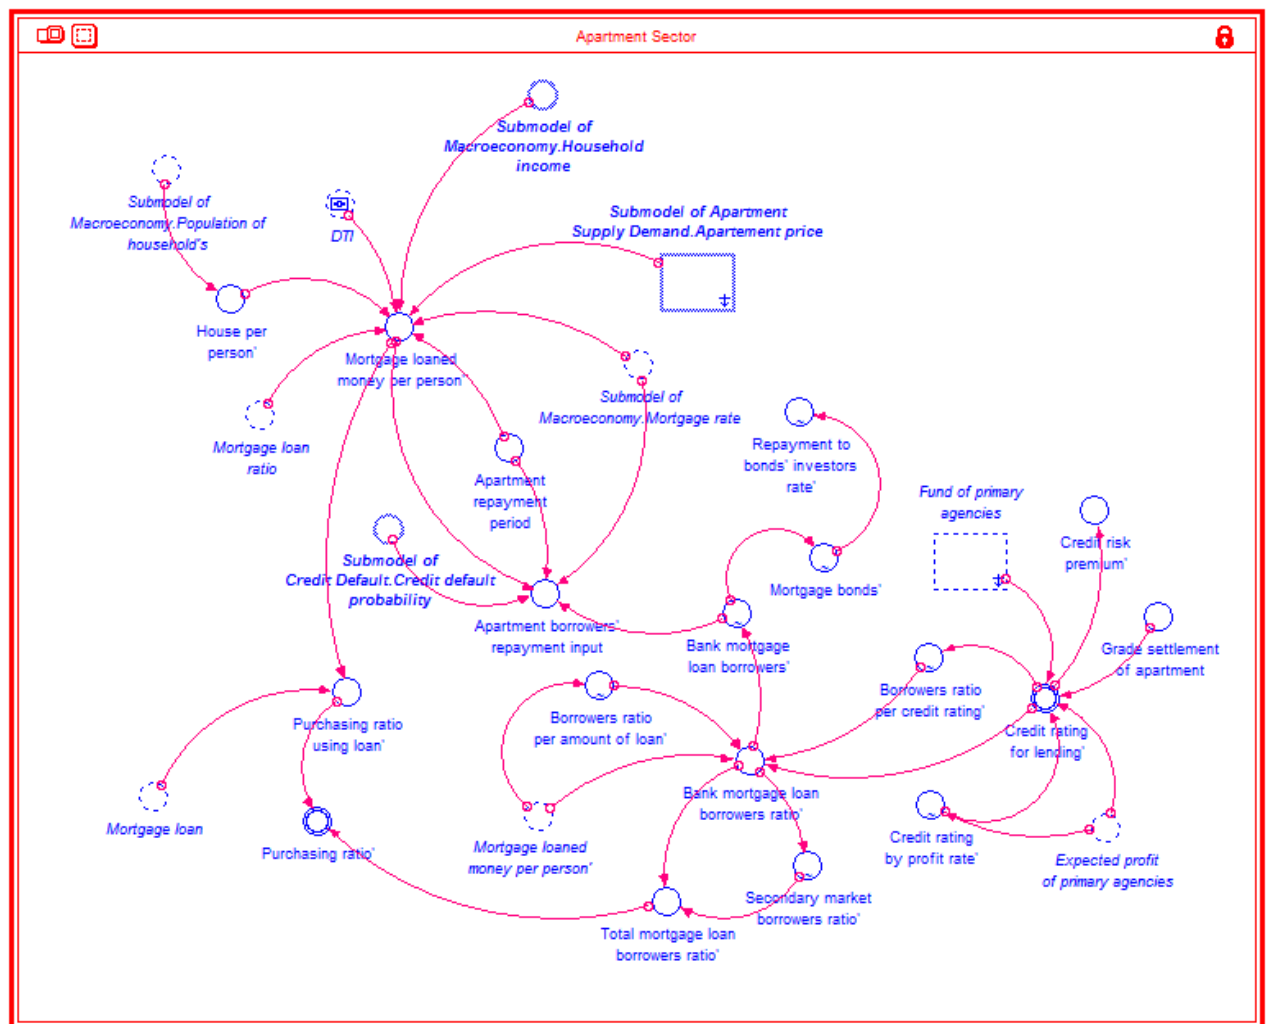 Apartment Sector
Submodel of
Macroeconomy.Household
income
Submodel of
Macroeconomy.Population of
household's
DTI
Submodel of Apartment
Supply Demand.Apartement price
House per
person'
Mortgage loaned
money per person'
Submodel of
Macroeconomy.Mortgage rate
Mortgage loan
ratio
Repayment to
bonds' investors
rate'
Apartment
repayment
period
Fund of primary
agencies
Credit risk
premium'
Submodel of
Credit Default.Credit default
probability
Mortgage bonds'
Apartment borrowers'
repayment input
Bank mortgage
loan borrowers'
Grade settlement
of apartment
Borrowers ratio
per credit rating'
Purchasing ratio
using loan'
Borrowers ratio
per amount of loan'
Credit rating
for lending'
Bank mortgage loan
borrowers ratio'
Mortgage loan
Purchasing ratio'
Mortgage loaned
money per person'
Credit rating
by profit rate'
Expected profit
of primary agencies
Secondary market
borrowers ratio'
Total mortgage loan
borrowers ratio'